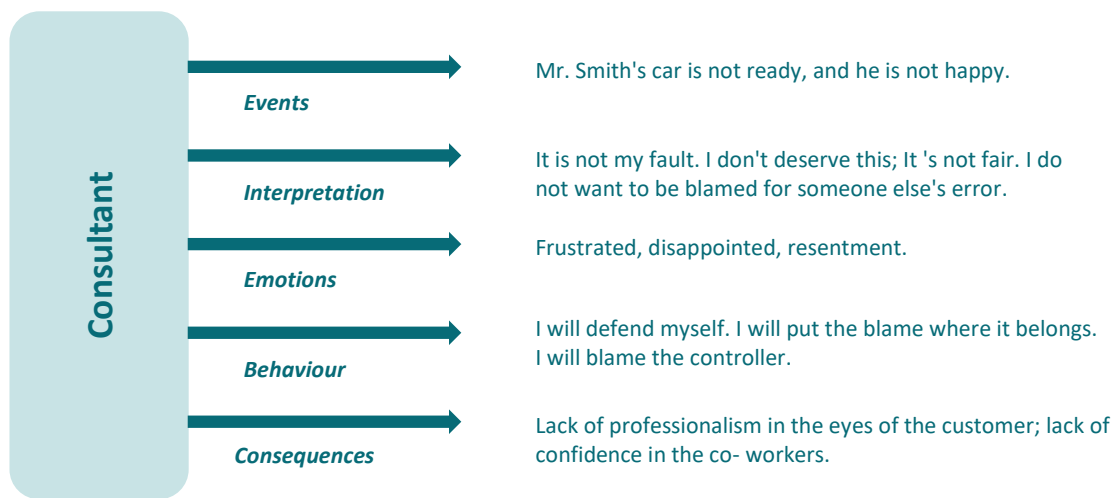 Consultant
Events
Mr. Smith's car is not ready, and he is not happy.
Interpretation
It is not my fault. I don't deserve this; It 's not fair. I do
not want to be blamed for someone else's error.
Emotions
Frustrated, disappointed, resentment.
Behaviour
I will defend myself. I will put the blame where it belongs.
I will blame the controller.
Consequences
Lack of professionalism in the eyes of the customer; lack of
confidence in the co- workers.